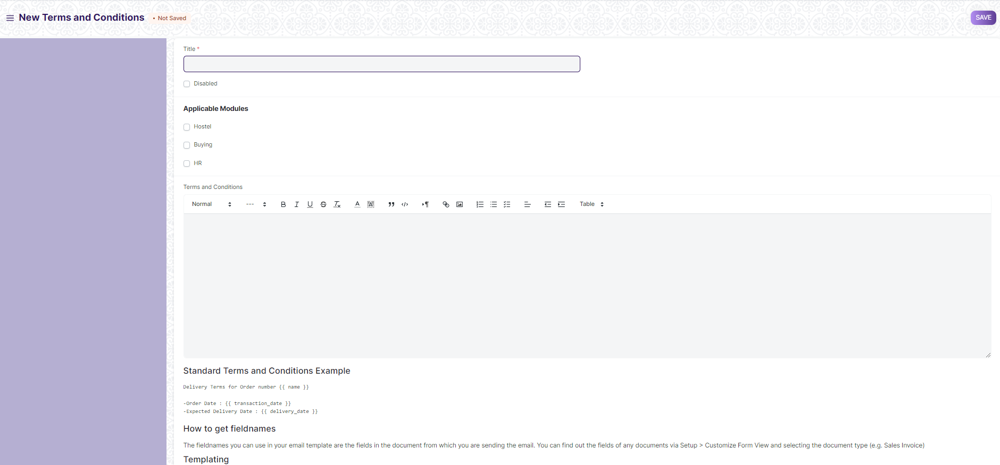 New Terms and Conditions • Not Saved
SAVE
Title *
Disabled
Applicable Modules
Hostel
Buying
HR
Terms and Conditions
Normal --- B I U S Tx A A Table
Standard Terms and Conditions Example
Delivery Terms for Order number {{ name }}
-Order Date : {{ transaction_date }}
-Expected Delivery Date : {{ delivery_date }}
How to get fieldnames
The fieldnames you can use in your email template are the fields in the document from which you are sending the email. You can find out the fields of any documents via Setup > Customize Form View and selecting the document type (e.g. Sales Invoice)
Templating